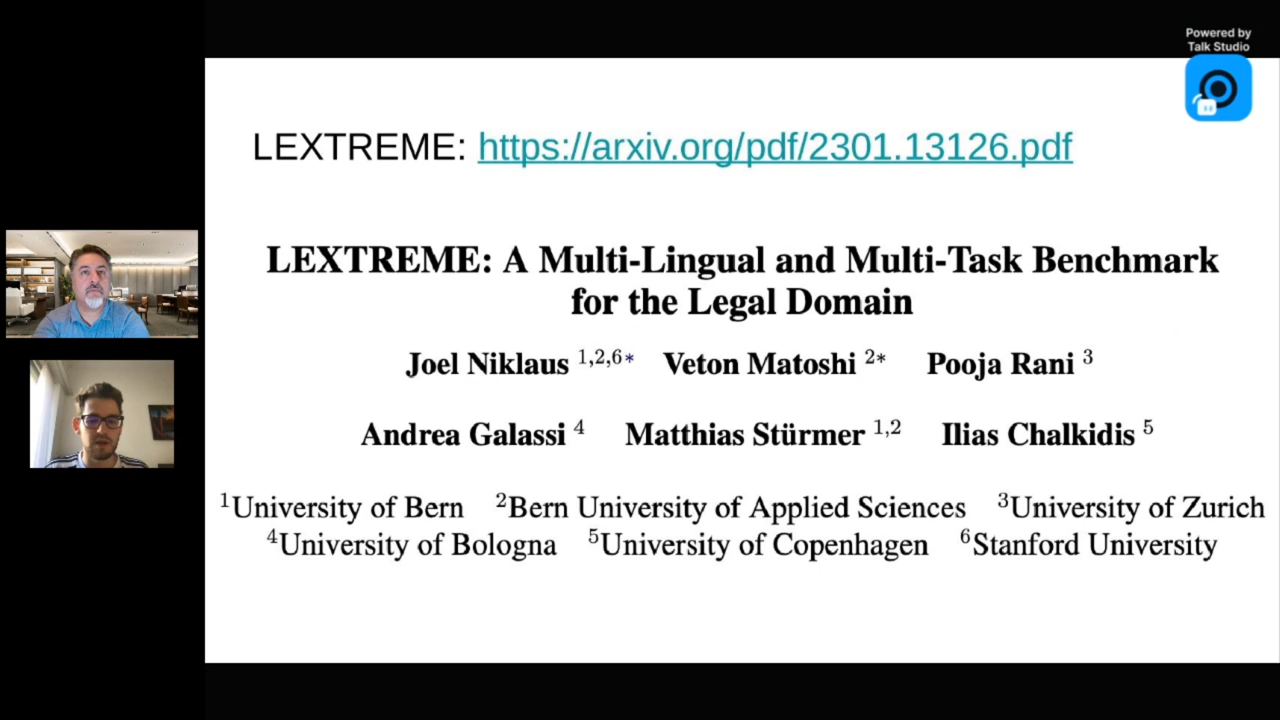 Powered by
Talk Studio
LEXTREME: https://arxiv.org/pdf/2301.13126.pdf
LEXTREME: A Multi-Lingual and Multi-Task Benchmark
for the Legal Domain
Joel Niklaus 1,2,6* Veton Matoshi 2* Pooja Rani 3
Andrea Galassi 4 Matthias Stürmer 1,2 Ilias Chalkidis 5
1University of Bern 2Bern University of Applied Sciences 3University of Zurich
4University of Bologna 5University of Copenhagen 6Stanford University